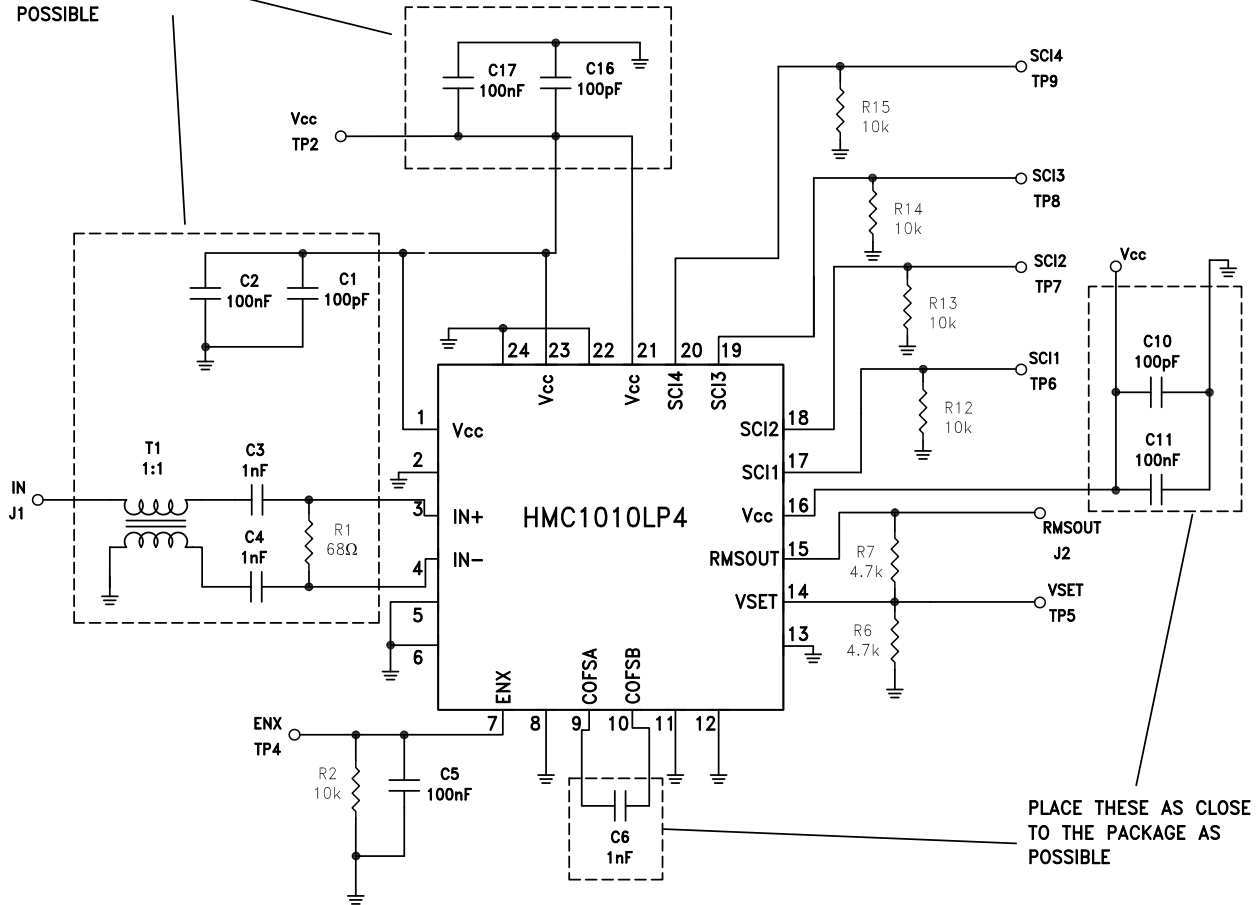 POSSIBLE
C17
100nF
C16
100pF
Vcc
TP2
SCI4
TP9
R15
10k
SCI3
TP8
R14
10k
SCI2
TP7
R13
10k
SCI1
TP6
R12
10k
Vcc
C10
100pF
C11
100nF
C2
100nF
C1
100pF
24
23
22
21
20
19
Vcc
Vcc
SCI4
SCI3
1
Vcc
2
3
IN+
4
IN-
5
6
HMC1010LP4
SCI2
18
SCI1
17
Vcc
16
RMSOUT
15
VSET
14
13
T1
1:1
C3
1nF
IN
J1
R1
68Ω
C4
1nF
RMSOUT
J2
R7
4.7k
VSET
TP5
R6
4.7k
ENX
COFSA
COFSB
7
8
9
10
11
12
ENX
TP4
R2
10k
C5
100nF
C6
1nF
PLACE THESE AS CLOSE
TO THE PACKAGE AS
POSSIBLE